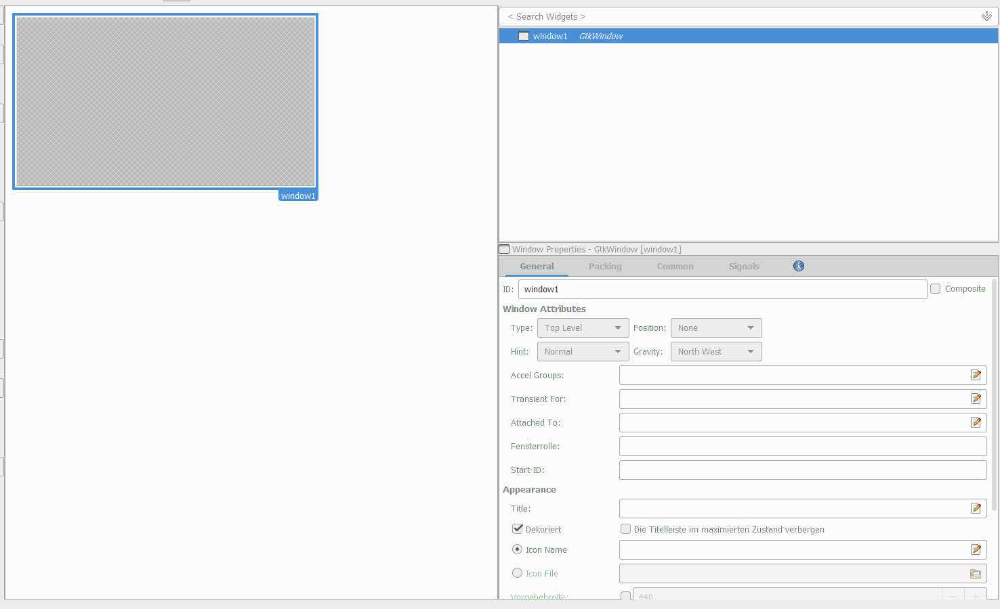 window1
< Search Widgets >
window1 GtkWindow
Window Properties - GtkWindow [window1]
General Packing Common Signals
ID: window1 Composite
Window Attributes
Type: Top Level Position: None
Hint: Normal Gravity: North West
Accel Groups:
Transient For:
Attached To:
Fensterrolle:
Start-ID:
Appearance
Title:
Dekoriert Die Titelleiste im maximierten Zustand verbergen
Icon Name
Icon File
Vorgabebreite: 440